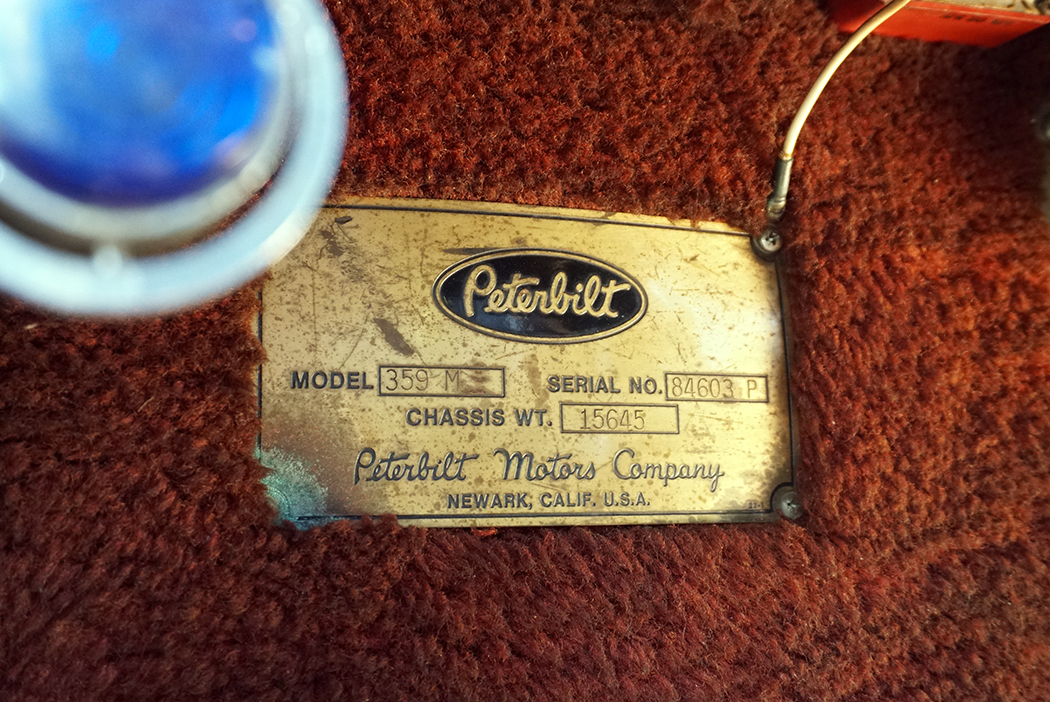 Peterbilt
MODEL 359 M SERIAL NO. 84603 P
CHASSIS WT. 15645
Peterbilt Motors Company
NEWARK, CALIF. U.S.A.